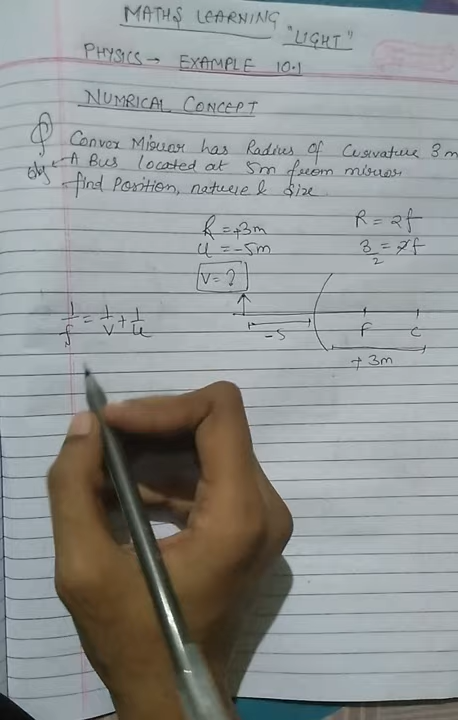 MATHS LEARNING
"LIGHT"
PHYSICS → EXAMPLE 10.1
NUMRICAL CONCEPT
Q Convex Mirror has Radius of Curvature 3m
Obj A Bus located at 5m from mirror
find Position, nature & Size.
R = +3m
u = -5m
V = ?
R = 2f
3/2 = 2f
1/f = 1/v + 1/u
-5
F
C
+3m